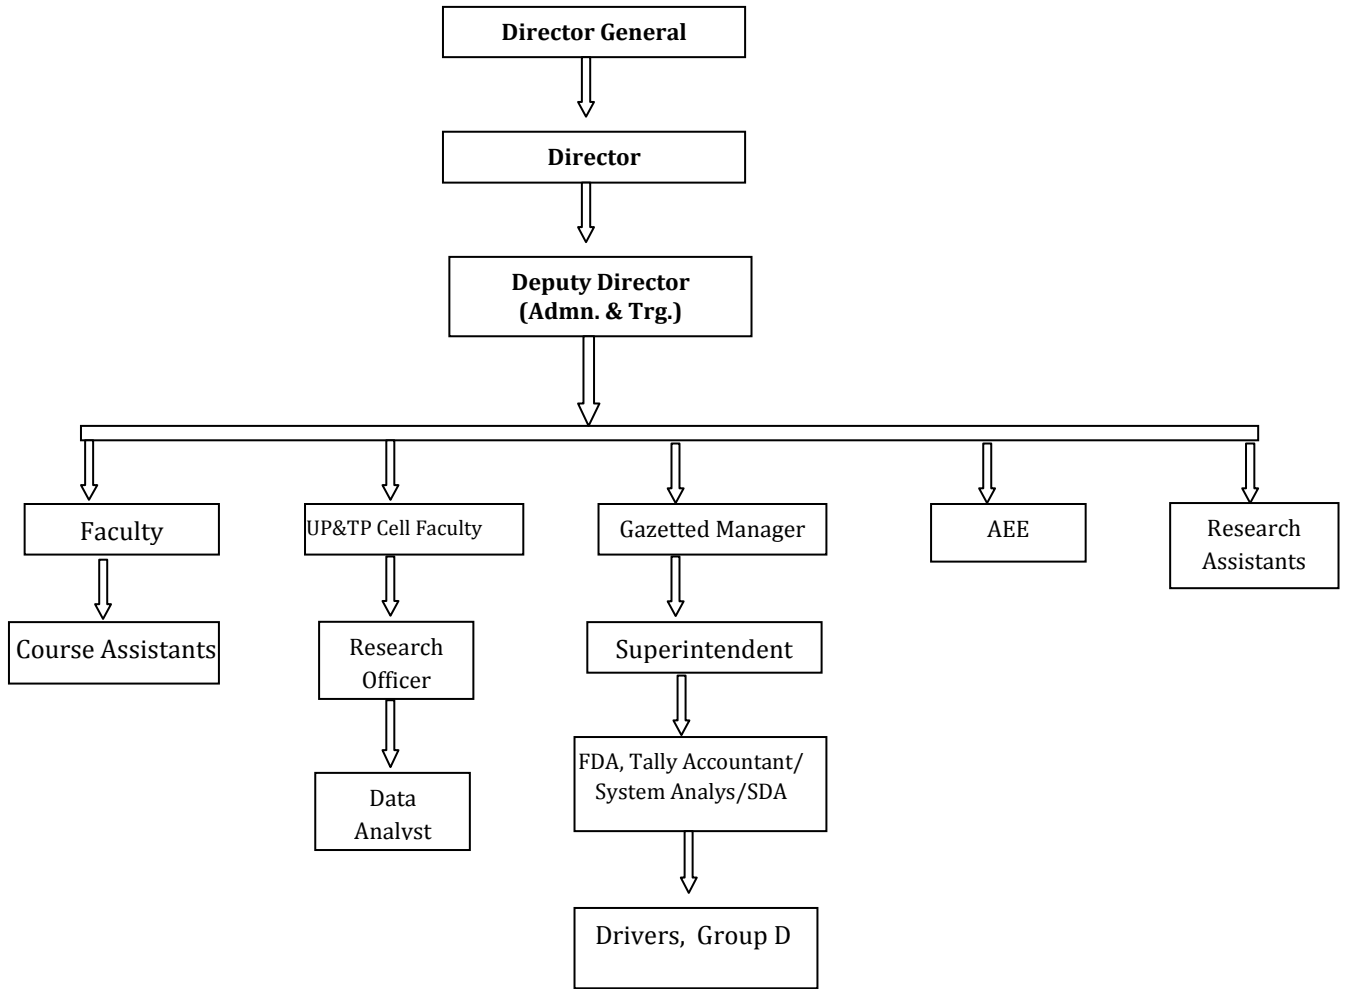 Director General
Director
Deputy Director
(Admn. & Trg.)
Faculty
UP&TP Cell Faculty
Gazetted Manager
AEE
Research
Assistants
Course Assistants
Research
Officer
Superintendent
Data
Analyst
FDA, Tally Accountant/
System Analys/SDA
Drivers, Group D